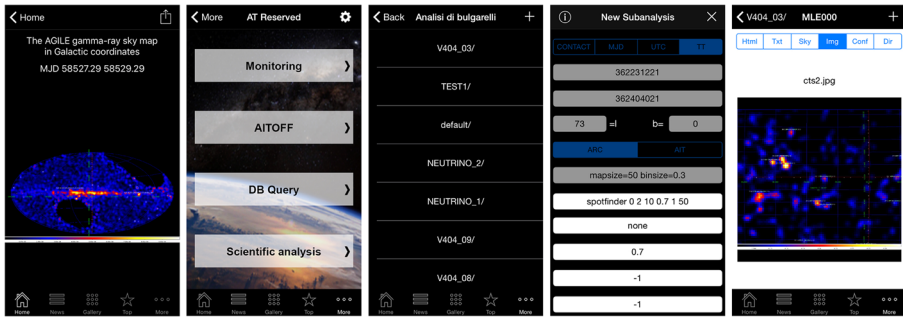 Home
The AGILE gamma-ray sky map
in Galactic coordinates
MJD 58527.29 58529.29
Home
News
Gallery
Top
More
More
AT Reserved
Monitoring
AITOFF
DB Query
Scientific analysis
Home
News
Gallery
Top
More
Back
Analisi di bulgarelli
V404_03/
TEST1/
default/
NEUTRINO_2/
NEUTRINO_1/
V404_09/
V404_08/
Home
News
Gallery
Top
More
New Subanalysis
CONTACT MJD UTC TT
362231221
362404021
73 =l b= 0
ARC AIT
mapsize=50 binsize=0.3
spotfinder 0 2 10 0.7 1 50
none
0.7
-1
-1
V404_03/
MLE000
Html Txt Sky Img Conf Dir
cts2.jpg
Home
News
Gallery
Top
More